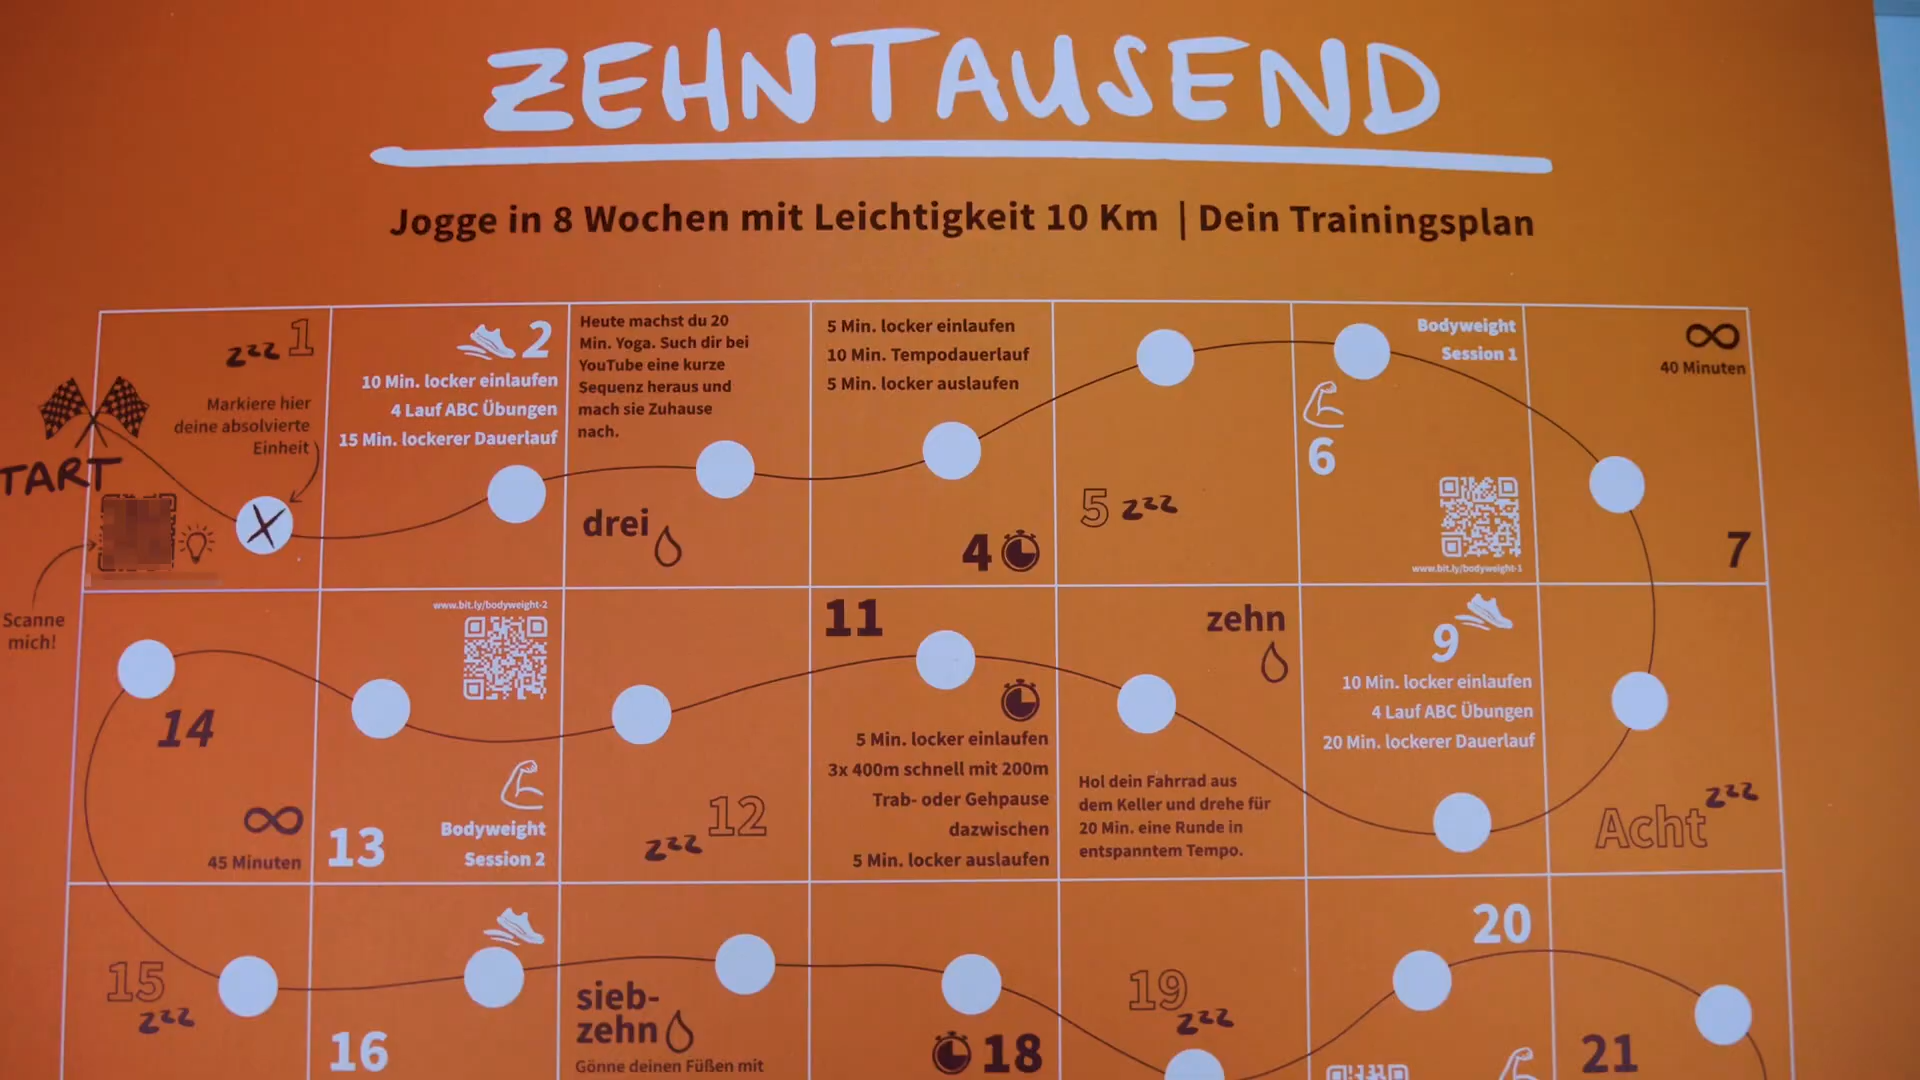 ZEHNTAUSEND
Jogge in 8 Wochen mit Leichtigkeit 10 Km | Dein Trainingsplan
TART
Scanne
mich!
zzz 1
Markiere hier
deine absolvierte
Einheit
X
2
10 Min. locker einlaufen
4 Lauf ABC Übungen
15 Min. lockerer Dauerlauf
Heute machst du 20
Min. Yoga. Such dir bei
YouTube eine kurze
Sequenz heraus und
mach sie Zuhause
nach.
drei
5 Min. locker einlaufen
10 Min. Tempodauerlauf
5 Min. locker auslaufen
4
5 zzz
Bodyweight
Session 1
6
www.bit.ly/bodyweight-1
∞
40 Minuten
7
14
∞
45 Minuten
www.bit.ly/bodyweight-2
13
Bodyweight
Session 2
zzz 12
11
5 Min. locker einlaufen
3x 400m schnell mit 200m
Trab- oder Gehpause
dazwischen
5 Min. locker auslaufen
zehn
Hol dein Fahrrad aus
dem Keller und drehe für
20 Min. eine Runde in
entspanntem Tempo.
9
10 Min. locker einlaufen
4 Lauf ABC Übungen
20 Min. lockerer Dauerlauf
Acht zzz
15
zzz
16
sieb-
zehn
Gönne deinen Füßen mit
18
19
zzz
20
21